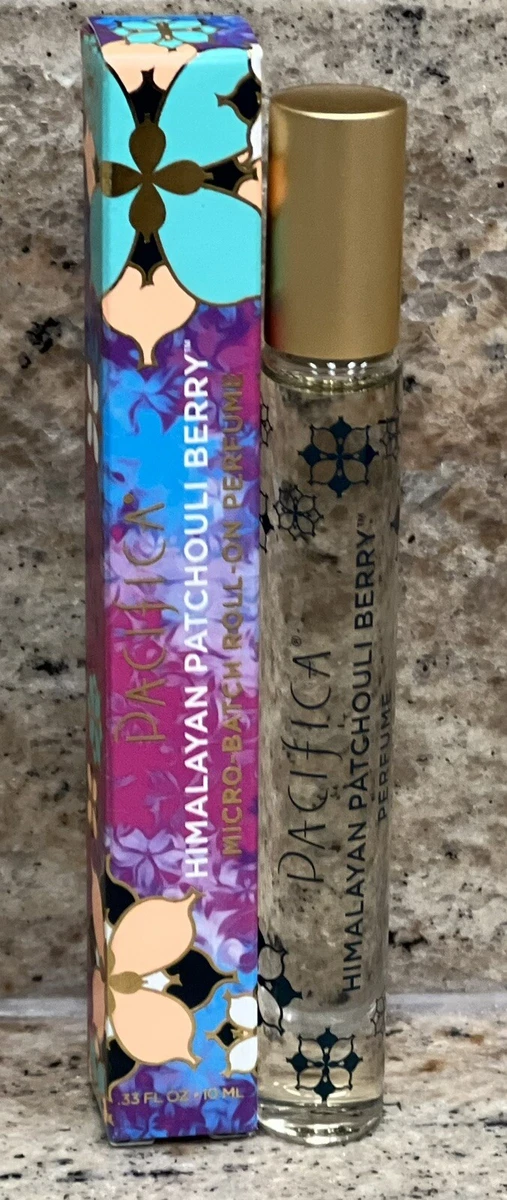 PACIFICA®
HIMALAYAN PATCHOULI BERRY™
MICRO-BATCH ROLL-ON PERFUME
.33 FL OZ • 10 ML
PACIFICA®
HIMALAYAN PATCHOULI BERRY™
PERFUME